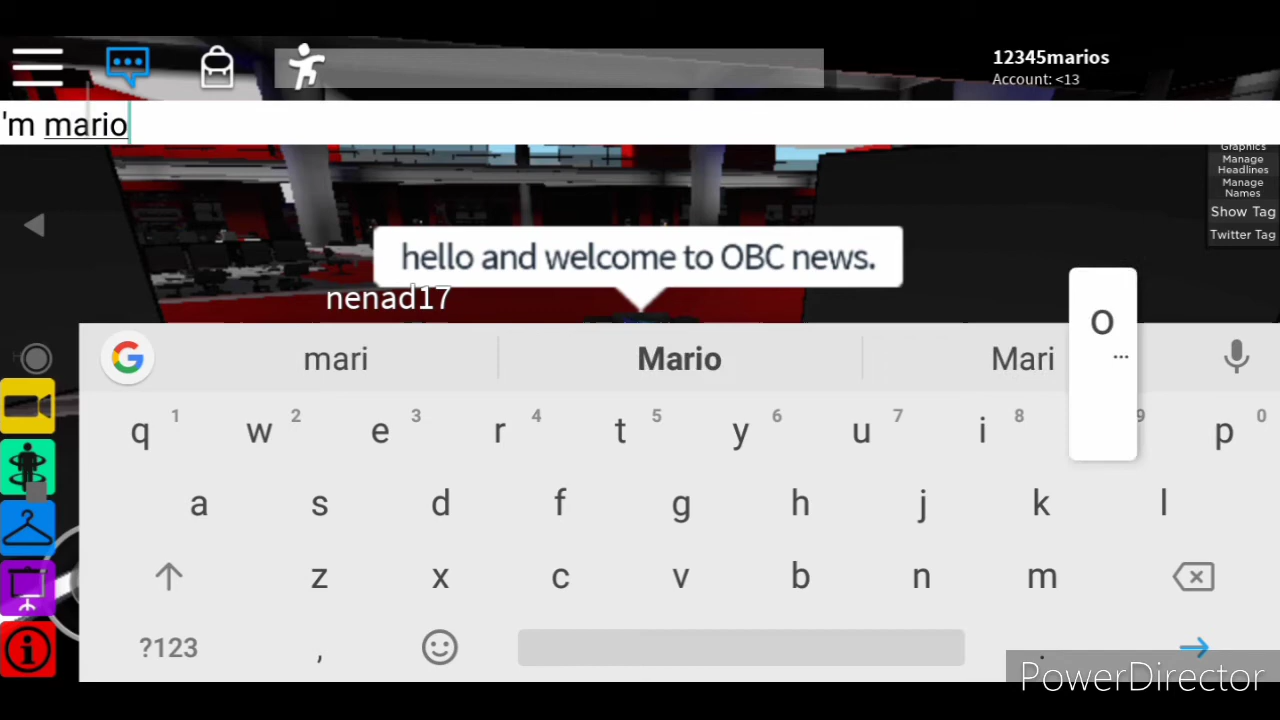 12345marios
Account: <13
'm mario
Graphics
Manage
Headlines
Manage
Names
Show Tag
Twitter Tag
hello and welcome to OBC news.
nenad17
mari
Mario
Mari
o
...
q 1 w 2 e 3 r 4 t 5 y 6 u 7 i 8 9 p 0
a s d f g h j k l
z x c v b n m
?123 , .
PowerDirector